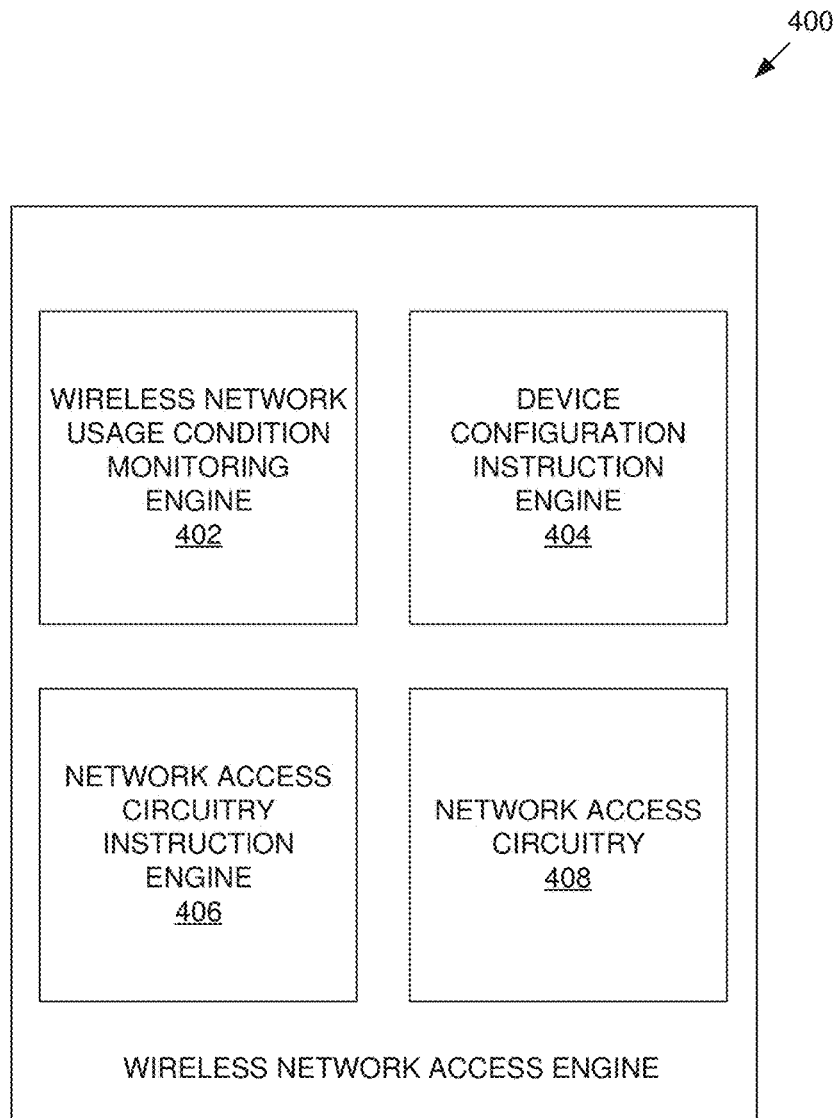 400
WIRELESS NETWORK
USAGE CONDITION
MONITORING
ENGINE
402
DEVICE
CONFIGURATION
INSTRUCTION
ENGINE
404
NETWORK ACCESS
CIRCUITRY
INSTRUCTION
ENGINE
406
NETWORK ACCESS
CIRCUITRY
408
WIRELESS NETWORK ACCESS ENGINE